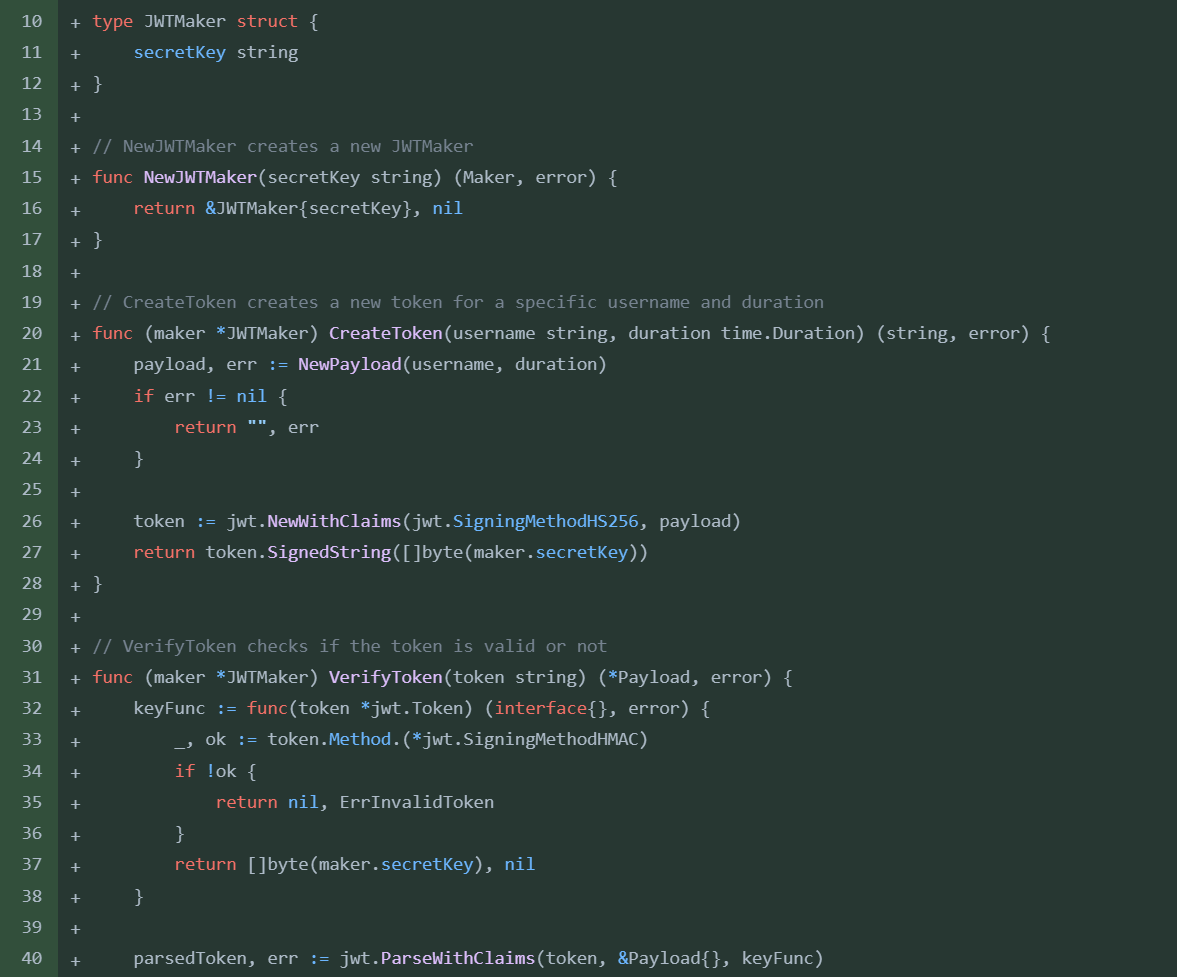 10 + type JWTMaker struct {
11 +     secretKey string
12 + }
13 +
14 + // NewJWTMaker creates a new JWTMaker
15 + func NewJWTMaker(secretKey string) (Maker, error) {
16 +     return &JWTMaker{secretKey}, nil
17 + }
18 +
19 + // CreateToken creates a new token for a specific username and duration
20 + func (maker *JWTMaker) CreateToken(username string, duration time.Duration) (string, error) {
21 +     payload, err := NewPayload(username, duration)
22 +     if err != nil {
23 +         return "", err
24 +     }
25 +
26 +     token := jwt.NewWithClaims(jwt.SigningMethodHS256, payload)
27 +     return token.SignedString([]byte(maker.secretKey))
28 + }
29 +
30 + // VerifyToken checks if the token is valid or not
31 + func (maker *JWTMaker) VerifyToken(token string) (*Payload, error) {
32 +     keyFunc := func(token *jwt.Token) (interface{}, error) {
33 +         _, ok := token.Method.(*jwt.SigningMethodHMAC)
34 +         if !ok {
35 +             return nil, ErrInvalidToken
36 +         }
37 +         return []byte(maker.secretKey), nil
38 +     }
39 +
40 +     parsedToken, err := jwt.ParseWithClaims(token, &Payload{}, keyFunc)